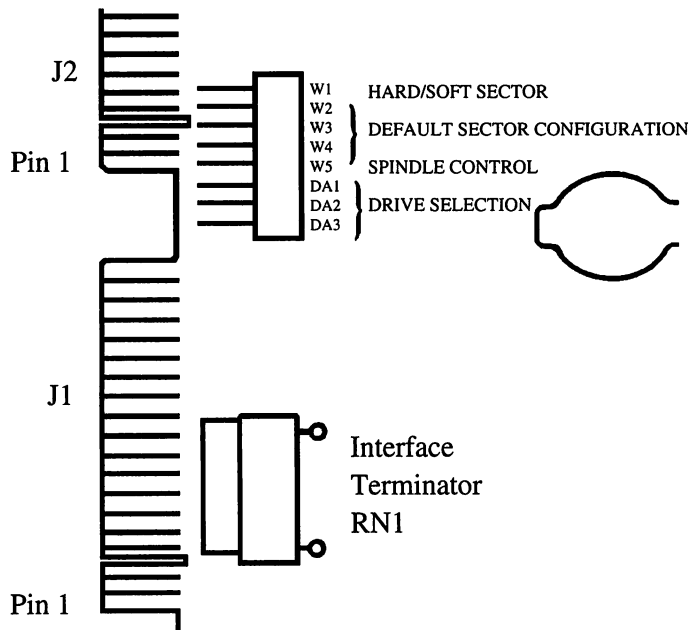 J2
W1 HARD/SOFT SECTOR
W2
W3 DEFAULT SECTOR CONFIGURATION
W4
Pin 1
W5 SPINDLE CONTROL
DA1
DA2 DRIVE SELECTION
DA3
J1
Interface
Terminator
RN1
Pin 1